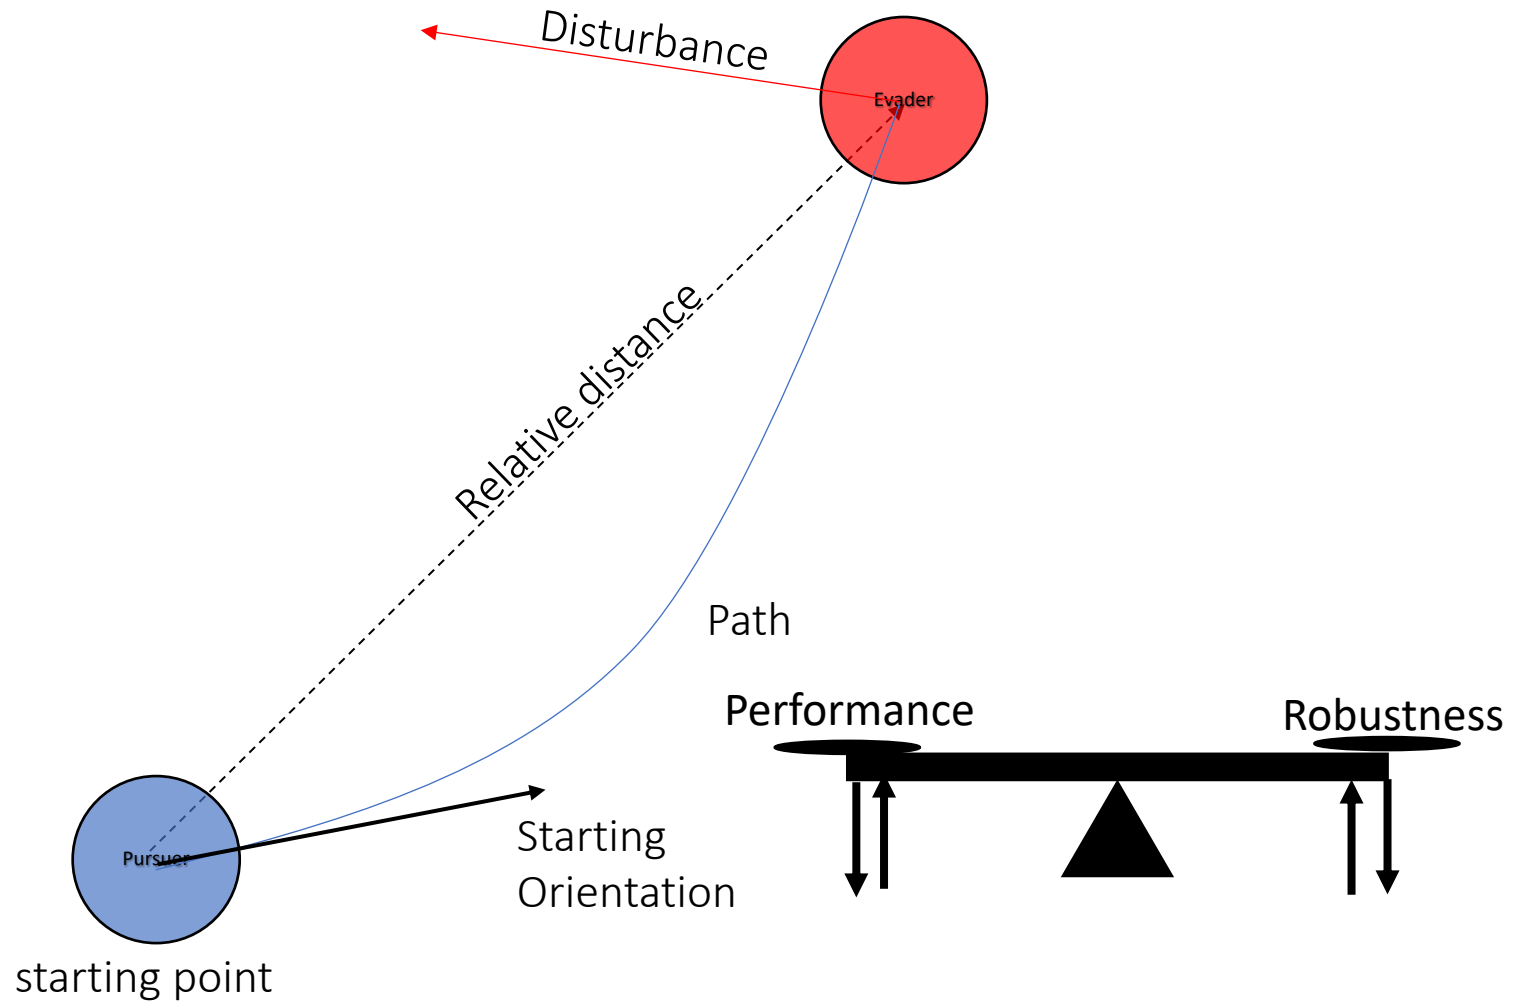 Disturbance
Evader
Relative distance
Path
Performance
Robustness
Starting
Orientation
Pursuer
starting point